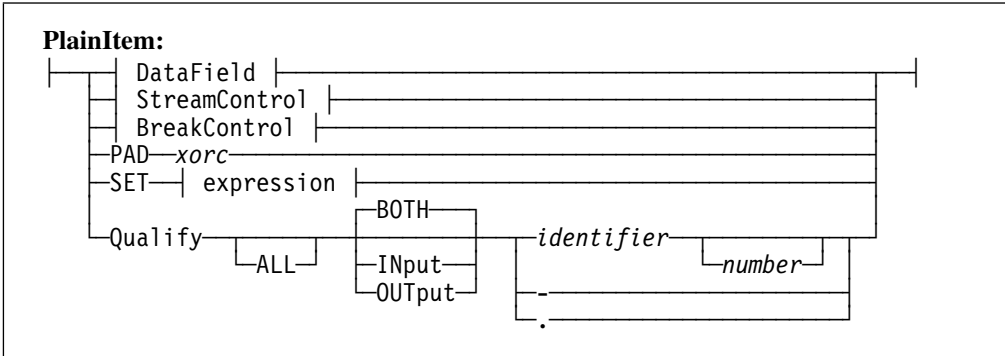 PlainItem:
DataField
StreamControl
BreakControl
PAD xorc
SET expression
BOTH
Qualify identifier
ALL INput number
OUTput -
.